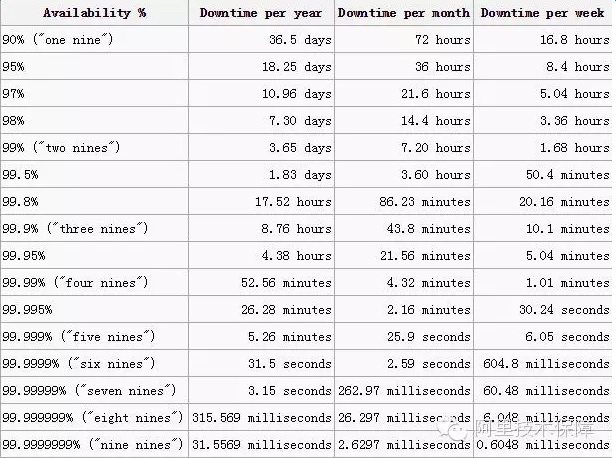 Availability % Downtime per year Downtime per month Downtime per week
90% ("one nine") 36.5 days 72 hours 16.8 hours
95% 18.25 days 36 hours 8.4 hours
97% 10.96 days 21.6 hours 5.04 hours
98% 7.30 days 14.4 hours 3.36 hours
99% ("two nines") 3.65 days 7.20 hours 1.68 hours
99.5% 1.83 days 3.60 hours 50.4 minutes
99.8% 17.52 hours 86.23 minutes 20.16 minutes
99.9% ("three nines") 8.76 hours 43.8 minutes 10.1 minutes
99.95% 4.38 hours 21.56 minutes 5.04 minutes
99.99% ("four nines") 52.56 minutes 4.32 minutes 1.01 minutes
99.995% 26.28 minutes 2.16 minutes 30.24 seconds
99.999% ("five nines") 5.26 minutes 25.9 seconds 6.05 seconds
99.9999% ("six nines") 31.5 seconds 2.59 seconds 604.8 milliseconds
99.99999% ("seven nines") 3.15 seconds 262.97 milliseconds 60.48 milliseconds
99.999999% ("eight nines") 315.569 milliseconds 26.297 milliseconds 6.048 milliseconds
99.9999999% ("nine nines") 31.5569 milliseconds 2.6297 milliseconds 0.6048 milliseconds
阿里技术保障